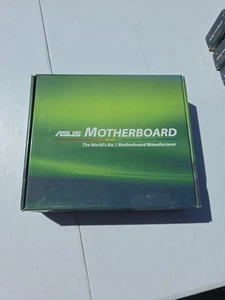 ASUS MOTHERBOARD
The World's No.1 Motherboard Manufacturer